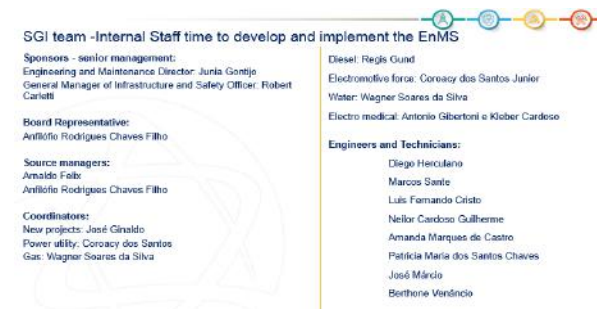 SGI team -Internal Staff time to develop and implement the EnMS
Sponsors - senior management:
Engineering and Maintenance Director: Junia Gontijo
General Manager of Infrastructure and Safety Officer: Robert
Carletti
Board Representative:
Anfilófio Rodrigues Chaves Filho
Source managers:
Arnaldo Felix
Anfilófio Rodrigues Chaves Filho
Coordinators:
New projects: José Ginaldo
Power utility: Coroacy dos Santos
Gas: Wagner Soares da Silva
Diesel: Regis Gund
Electromotive force: Coroacy dos Santos Junior
Water: Wagner Soares da Silva
Electro medical: Antonio Gibertoni e Kleber Cardoso
Engineers and Technicians:
Diego Herculano
Marcos Sante
Luis Fernando Cristo
Neilor Cardoso Guilherme
Amanda Marques de Castro
Patricia Maria dos Santos Chaves
José Márcio
Berthone Venâncio